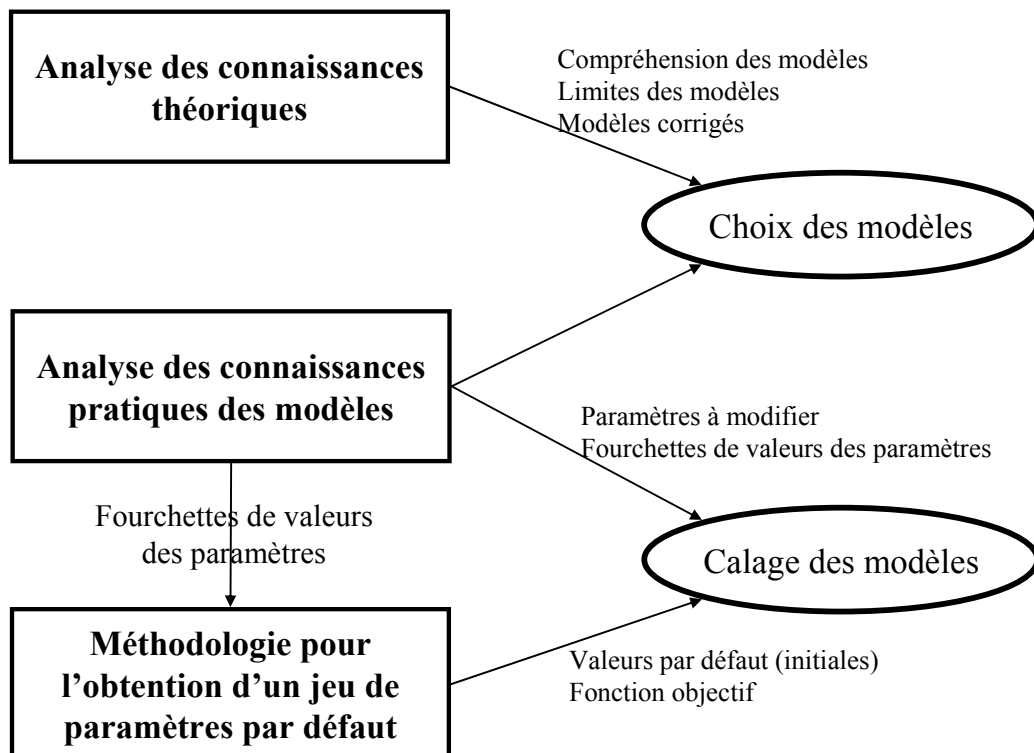 Analyse des connaissances
théoriques
Compréhension des modèles
Limites des modèles
Modèles corrigés
Choix des modèles
Analyse des connaissances
pratiques des modèles
Paramètres à modifier
Fourchettes de valeurs des paramètres
Fourchettes de valeurs
des paramètres
Calage des modèles
Méthodologie pour
l’obtention d’un jeu de
paramètres par défaut
Valeurs par défaut (initiales)
Fonction objectif